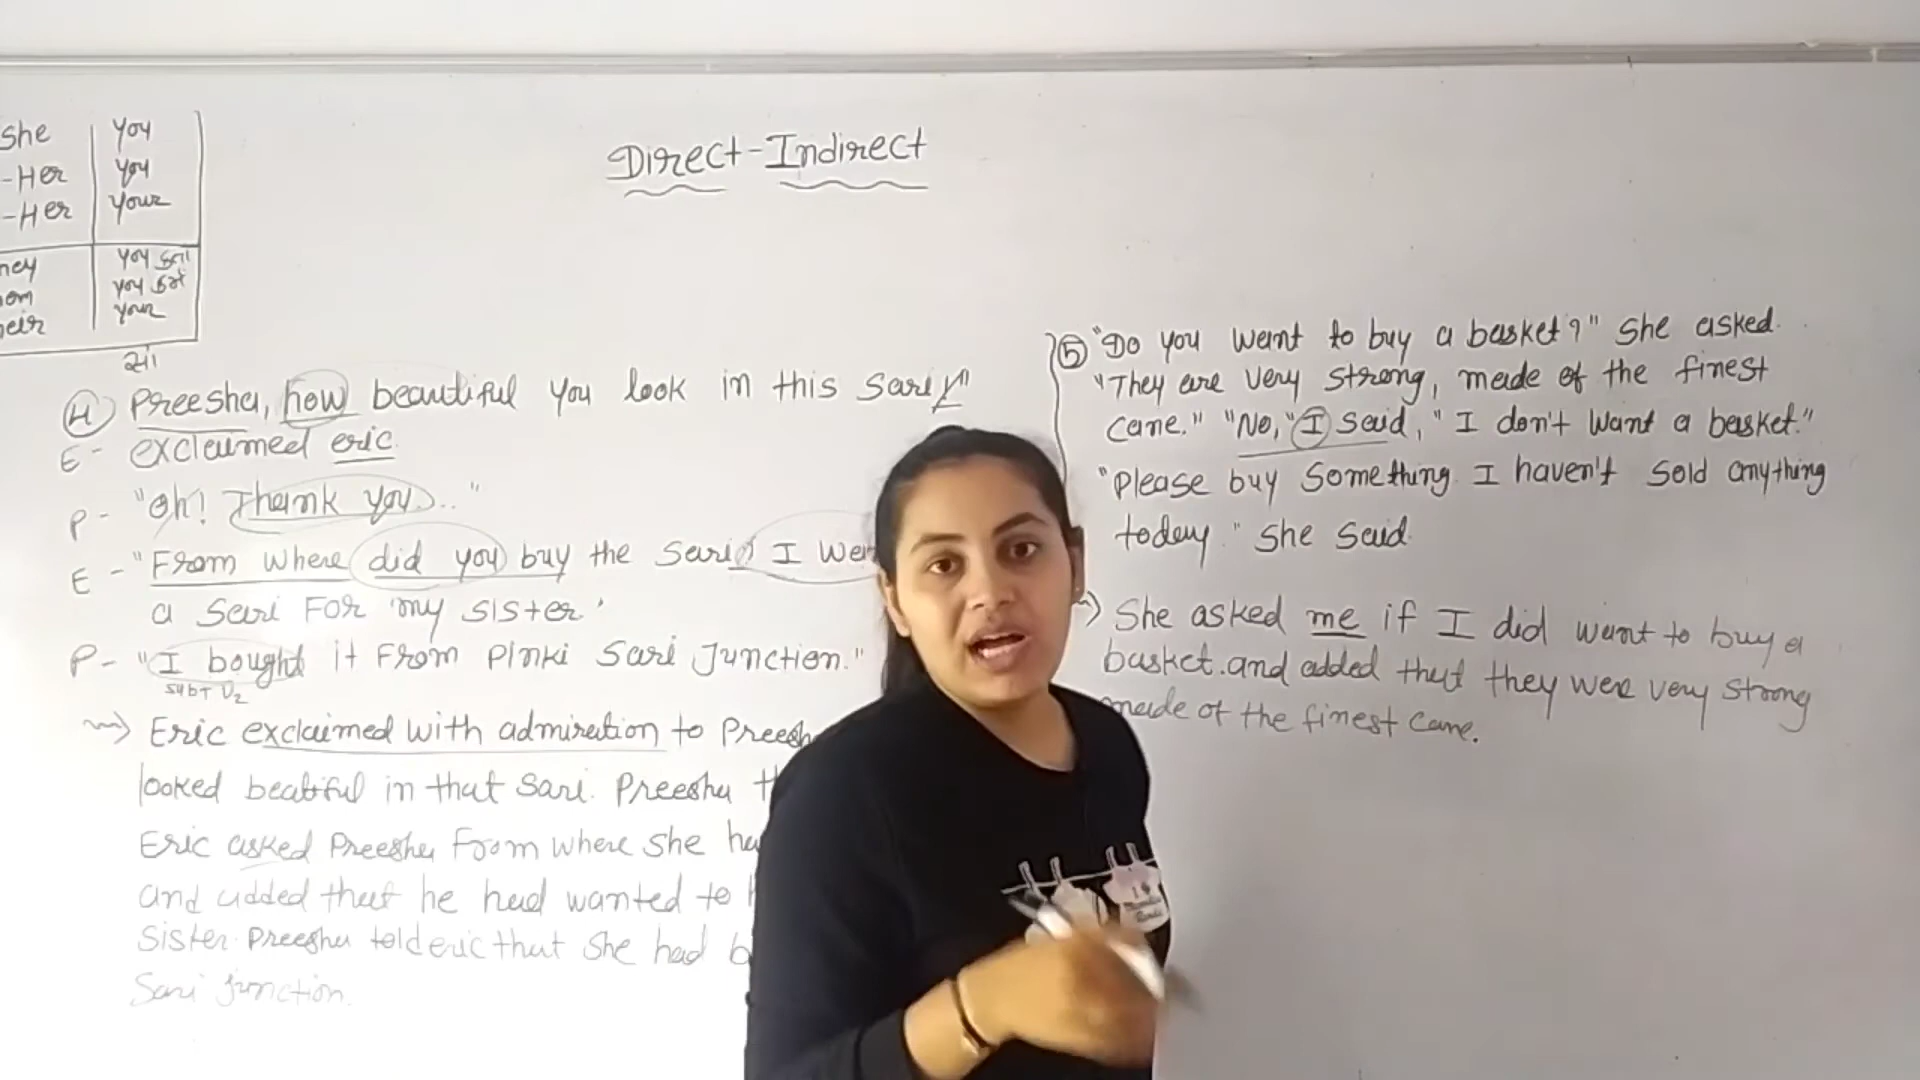 she | you
-Her | you
-Her | your
you
you
your
Direct-Indirect
④ Preesha, how beautiful you look in this sari!"
E- exclaimed eric.
P- "oh! Thank you..."
E- "From where did you buy the sari
a sari for my sister'
P- "I bought it from pinki sari junction."
sub+ V2
Eric exclaimed with admiration to
looked beatiful in that sari. Preesha
Eric asked Preesha from where she
and added that he had wanted to
sister. preesha told eric that she had
sari junction.
⑤ "Do you want to buy a basket?" she asked.
"They are very strong, made of the finest
cane." "No," I said, "I don't want a basket."
"please buy something. I haven't sold anything
today." she said.
She asked me if I did want to buy a
basket.and added that they were very strong
made of the finest cane.